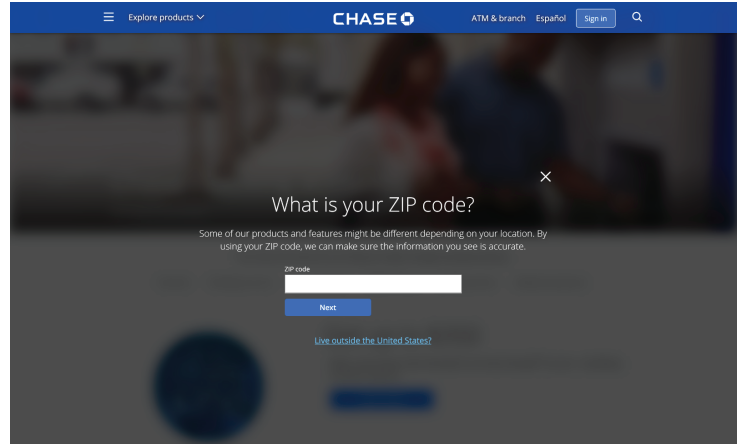 Explore products
CHASE
ATM & branch
Español
Sign in
What is your ZIP code?
Some of our products and features might be different depending on your location. By
using your ZIP code, we can make sure the information you see is accurate.
ZIP code
Next
Live outside the United States?